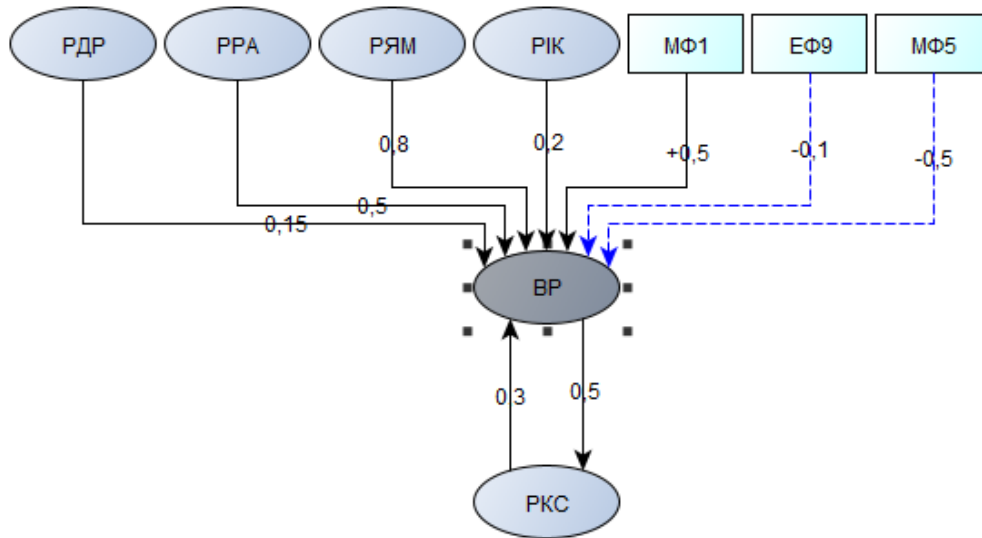 РДР
РРА
РЯМ
РІК
МФ1
ЕФ9
МФ5
0,8
0,2
+0,5
-0,1
-0,5
0,5
0,15
ВР
0,3
0,5
РКС